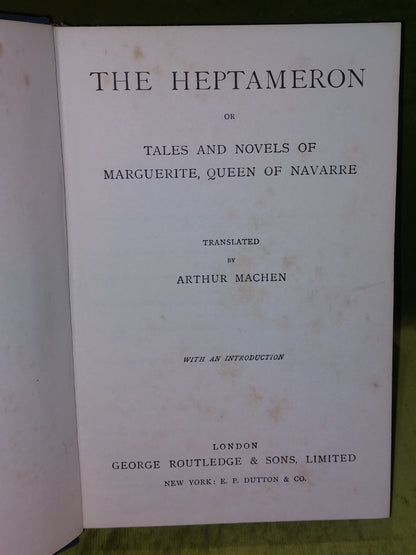 THE HEPTAMERON
OR
TALES AND NOVELS OF
MARGUERITE, QUEEN OF NAVARRE
TRANSLATED
BY
ARTHUR MACHEN
WITH AN INTRODUCTION
LONDON
GEORGE ROUTLEDGE & SONS, LIMITED
NEW YORK: E. P. DUTTON & CO.